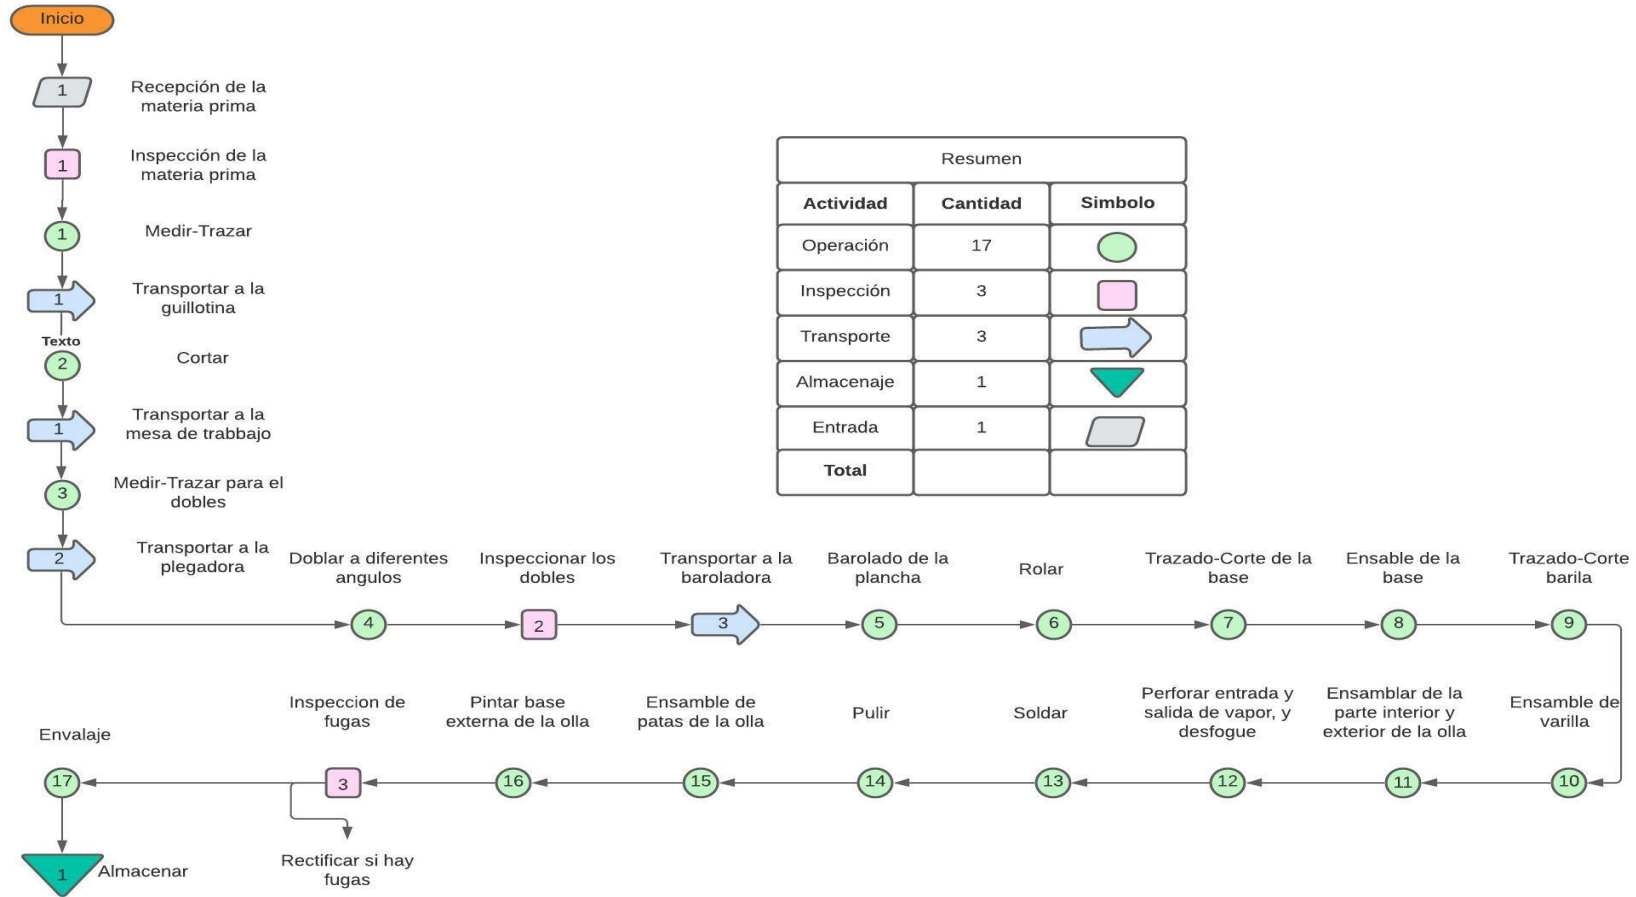 Inicio
1
Recepción de la
materia prima
1
Inspección de la
materia prima
1
Medir-Trazar
1
Transportar a la
guillotina
Texto
2
Cortar
1
Transportar a la
mesa de trabbajo
3
Medir-Trazar para el
dobles
2
Transportar a la
plegadora
Resumen
Actividad Cantidad Simbolo
Operación 17
Inspección 3
Transporte 3
Almacenaje 1
Entrada 1
Total
Doblar a diferentes
angulos
4
Inspeccionar los
dobles
2
Transportar a la
baroladora
3
Barolado de la
plancha
5
Rolar
6
Trazado-Corte de la
base
7
Ensable de la
base
8
Trazado-Corte
barila
9
Ensamble de
varilla
10
Ensamblar de la
parte interior y
exterior de la olla
11
Perforar entrada y
salida de vapor, y
desfogue
12
Soldar
13
Pulir
14
Ensamble de
patas de la olla
15
Pintar base
externa de la olla
16
Inspeccion de
fugas
3
Rectificar si hay
fugas
Envalaje
17
1
Almacenar